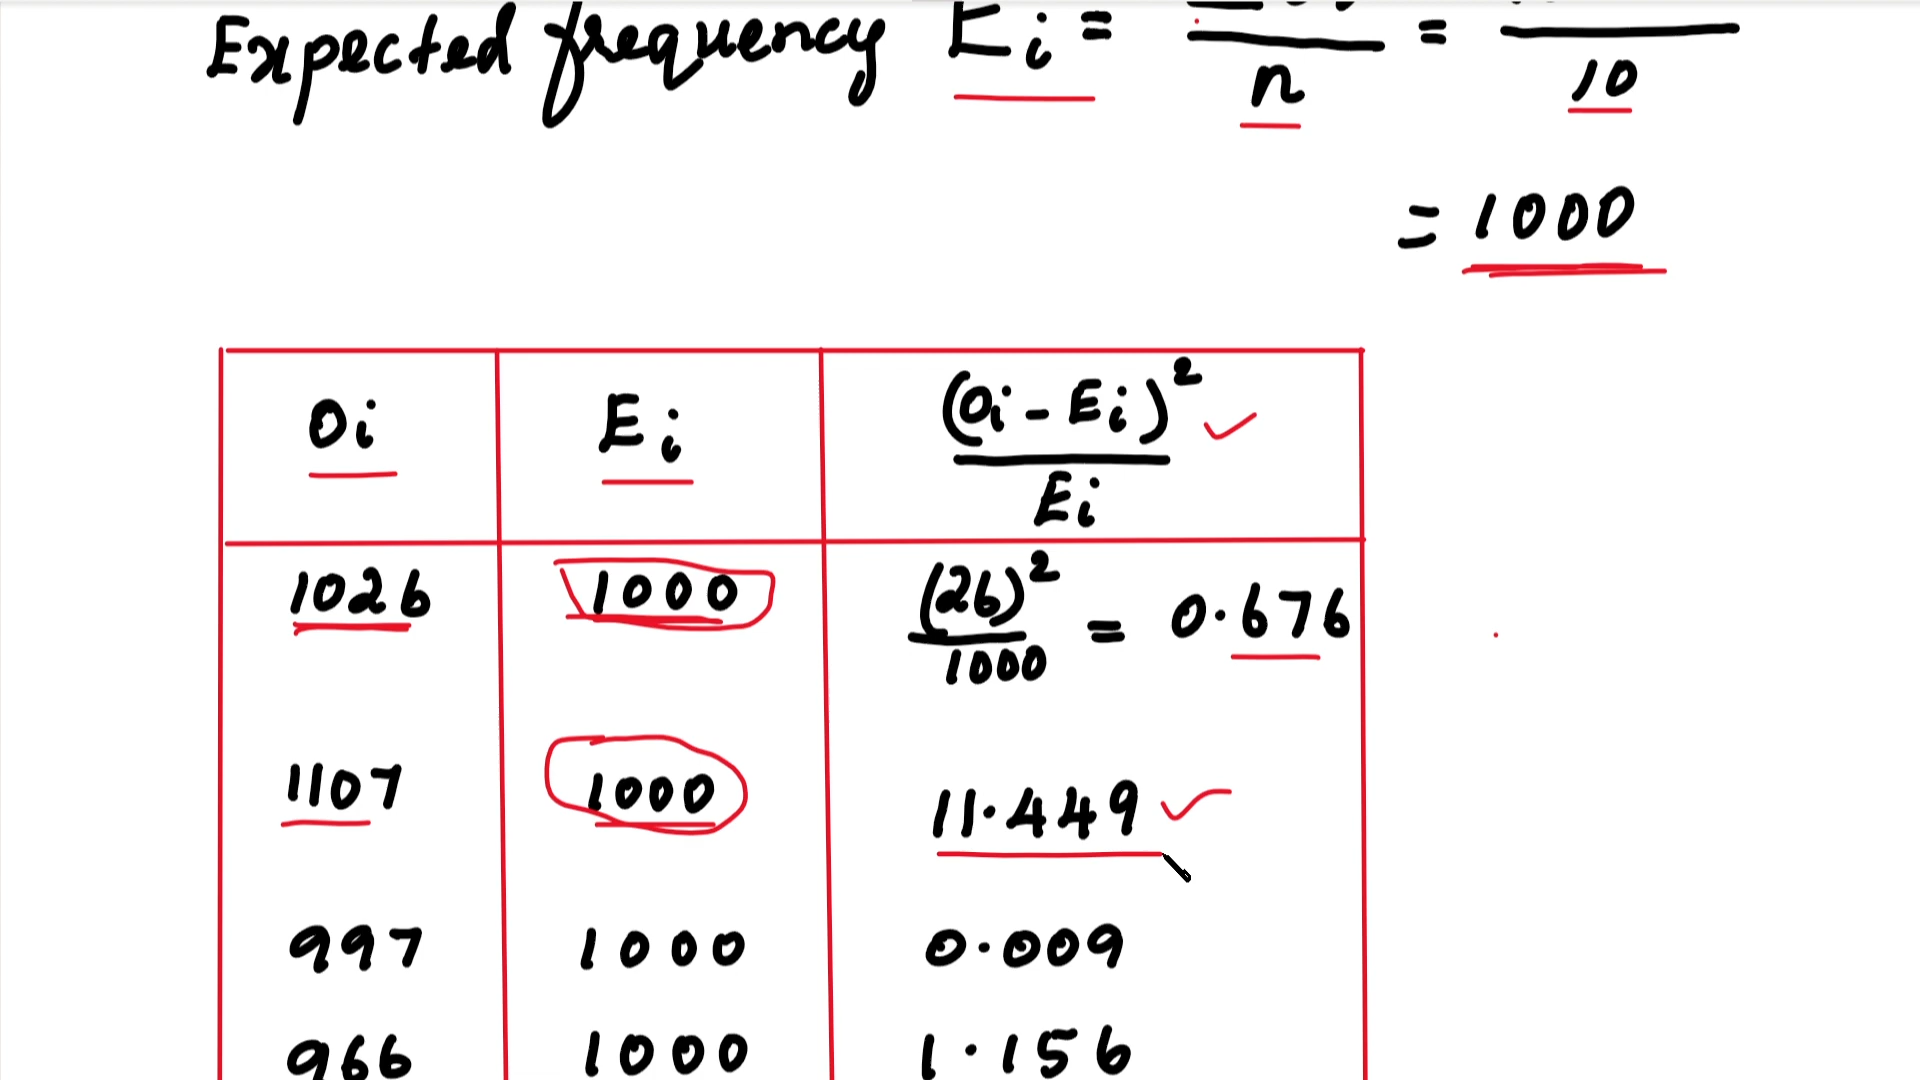 Expected frequency Ei = / n = / 10
= 1000
Oi Ei (Oi - Ei)² / Ei
1026 1000 (26)² / 1000 = 0.676
1107 1000 11.449
997 1000 0.009
966 1000 1.156